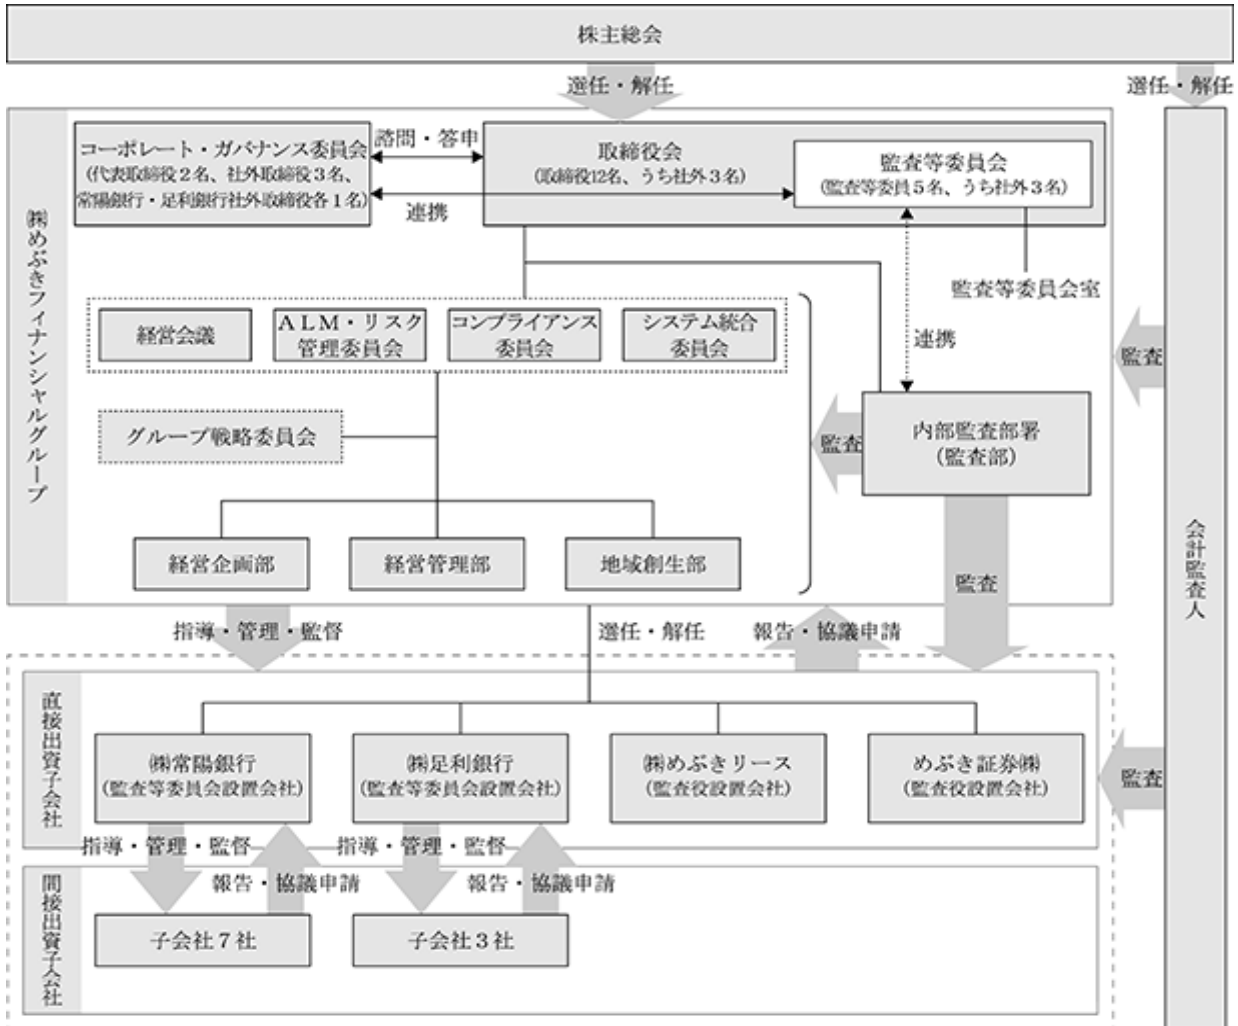 株主総会
選任・解任
選任・解任
コーポレート・ガバナンス委員会
(代表取締役2名、社外取締役3名、
常陽銀行・足利銀行社外取締役各1名)
諮問・答申
連携
取締役会
(取締役12名、うち社外3名)
監査等委員会
(監査等委員5名、うち社外3名)
監査等委員会室
連携
㈱めぶきフィナンシャルグループ
経営会議
ALM・リスク
管理委員会
コンプライアンス
委員会
システム統合
委員会
監査
グループ戦略委員会
監査
内部監査部署
(監査部)
経営企画部
経営管理部
地域創生部
監査
会計監査人
指導・管理・監督
選任・解任
報告・協議申請
直接出資子会社
㈱常陽銀行
(監査等委員会設置会社)
㈱足利銀行
(監査等委員会設置会社)
㈱めぶきリース
(監査役設置会社)
めぶき証券㈱
(監査役設置会社)
監査
指導・管理・監督
報告・協議申請
指導・管理・監督
報告・協議申請
間接出資子会社
子会社7社
子会社3社